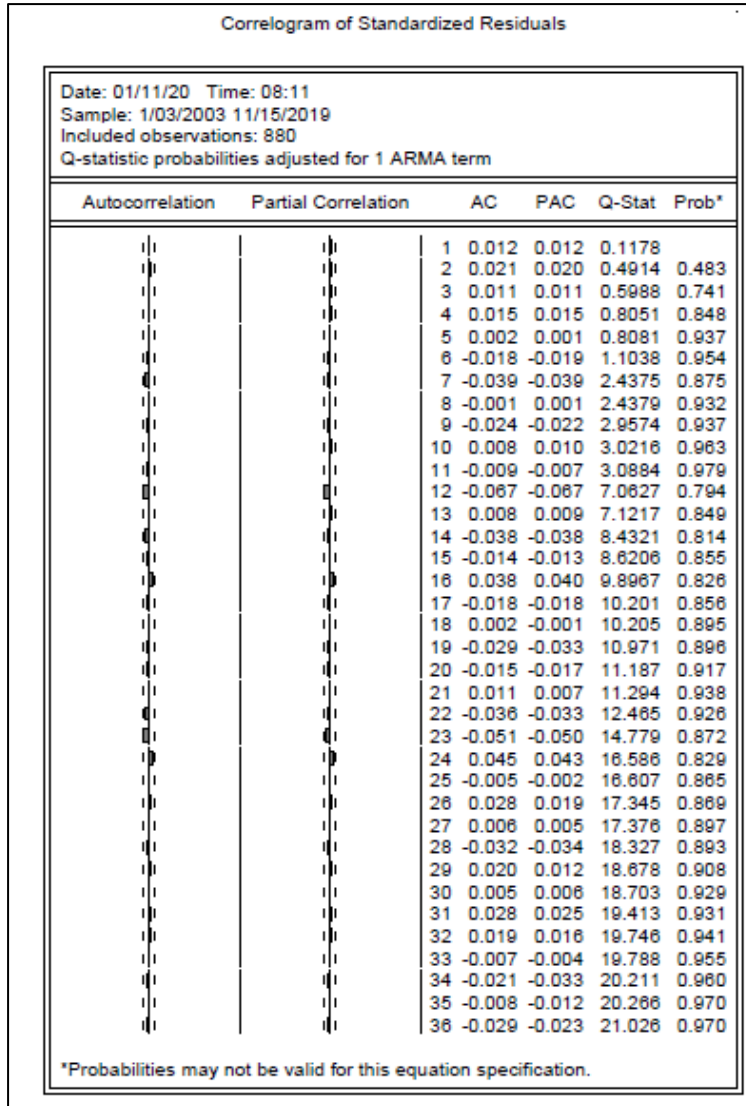 Correlogram of Standardized Residuals
Date: 01/11/20 Time: 08:11
Sample: 1/03/2003 11/15/2019
Included observations: 880
Q-statistic probabilities adjusted for 1 ARMA term
Autocorrelation Partial Correlation AC PAC Q-Stat Prob*
1 0.012 0.012 0.1178
2 0.021 0.020 0.4914 0.483
3 0.011 0.011 0.5988 0.741
4 0.015 0.015 0.8051 0.848
5 0.002 0.001 0.8081 0.937
6 -0.018 -0.019 1.1038 0.954
7 -0.039 -0.039 2.4375 0.875
8 -0.001 0.001 2.4379 0.932
9 -0.024 -0.022 2.9574 0.937
10 0.008 0.010 3.0216 0.963
11 -0.009 -0.007 3.0884 0.979
12 -0.067 -0.067 7.0627 0.794
13 0.008 0.009 7.1217 0.849
14 -0.038 -0.038 8.4321 0.814
15 -0.014 -0.013 8.6206 0.855
16 0.038 0.040 9.8967 0.826
17 -0.018 -0.018 10.201 0.856
18 0.002 -0.001 10.205 0.895
19 -0.029 -0.033 10.971 0.896
20 -0.015 -0.017 11.187 0.917
21 0.011 0.007 11.294 0.938
22 -0.036 -0.033 12.465 0.926
23 -0.051 -0.050 14.779 0.872
24 0.045 0.043 16.586 0.829
25 -0.005 -0.002 16.607 0.865
26 0.028 0.019 17.345 0.869
27 0.006 0.005 17.376 0.897
28 -0.032 -0.034 18.327 0.893
29 0.020 0.012 18.678 0.908
30 0.005 0.006 18.703 0.929
31 0.028 0.025 19.413 0.931
32 0.019 0.016 19.746 0.941
33 -0.007 -0.004 19.788 0.955
34 -0.021 -0.033 20.211 0.960
35 -0.008 -0.012 20.266 0.970
36 -0.029 -0.023 21.026 0.970
*Probabilities may not be valid for this equation specification.